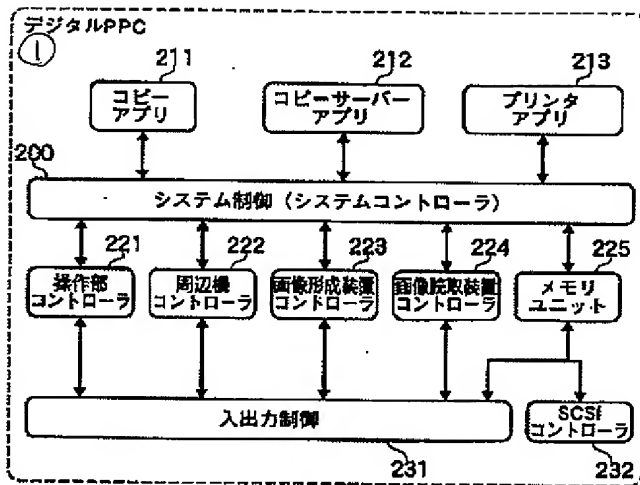 デジタルPPC
①
211
212
213
コピー
アプリ
コピーサーバー
アプリ
プリンタ
アプリ
200
システム制御（システムコントローラ）
221
222
223
224
225
操作部
コントローラ
周辺機
コントローラ
画像形成装置
コントローラ
画像読取装置
コントローラ
メモリ
ユニット
入出力制御
SCSI
コントローラ
231
232